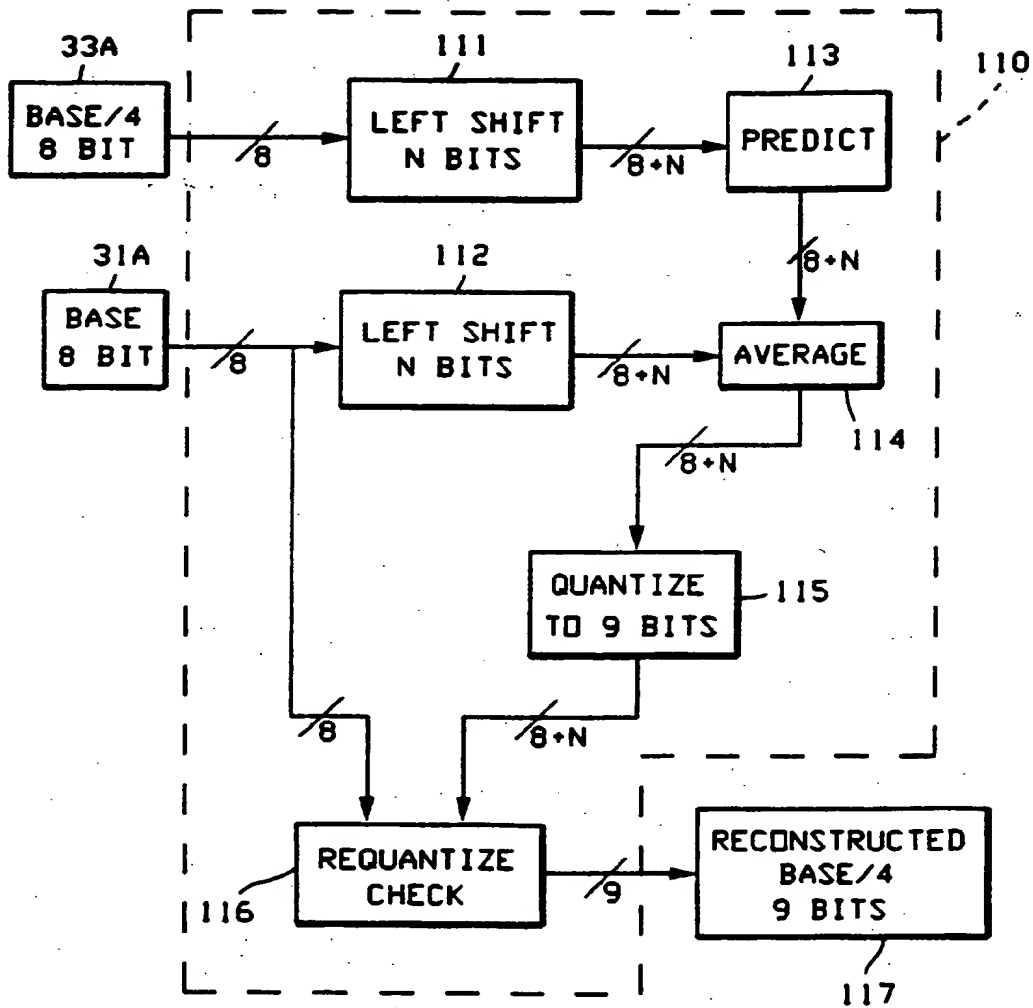 33A
111
113
110
BASE/4
8 BIT
8
LEFT SHIFT
N BITS
8+N
PREDICT
8+N
31A
112
BASE
8 BIT
8
LEFT SHIFT
N BITS
8+N
AVERAGE
114
8+N
QUANTIZE
TO 9 BITS
115
8
8+N
REQUANTIZE
CHECK
116
9
RECONSTRUCTED
BASE/4
9 BITS
117